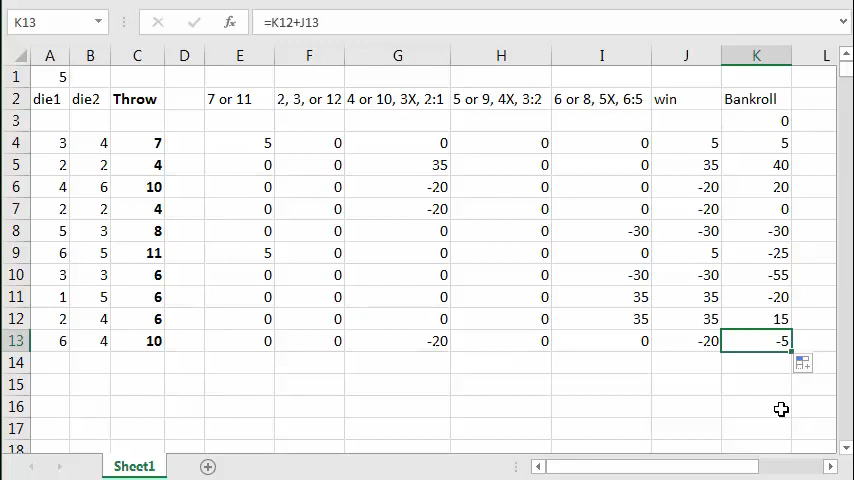 K13 fx =K12+J13
A B C D E F G H I J K L
1 5
2 die1 die2 Throw 7 or 11 2, 3, or 12 4 or 10, 3X, 2:1 5 or 9, 4X, 3:2 6 or 8, 5X, 6:5 win Bankroll
3 0
4 3 4 7 5 0 0 0 0 5 5
5 2 2 4 0 0 35 0 0 35 40
6 4 6 10 0 0 -20 0 0 -20 20
7 2 2 4 0 0 -20 0 0 -20 0
8 5 3 8 0 0 0 0 -30 -30 -30
9 6 5 11 5 0 0 0 0 5 -25
10 3 3 6 0 0 0 0 -30 -30 -55
11 1 5 6 0 0 0 0 35 35 -20
12 2 4 6 0 0 0 0 35 35 15
13 6 4 10 0 0 -20 0 0 -20 -5
14
15
16
17
18
Sheet1